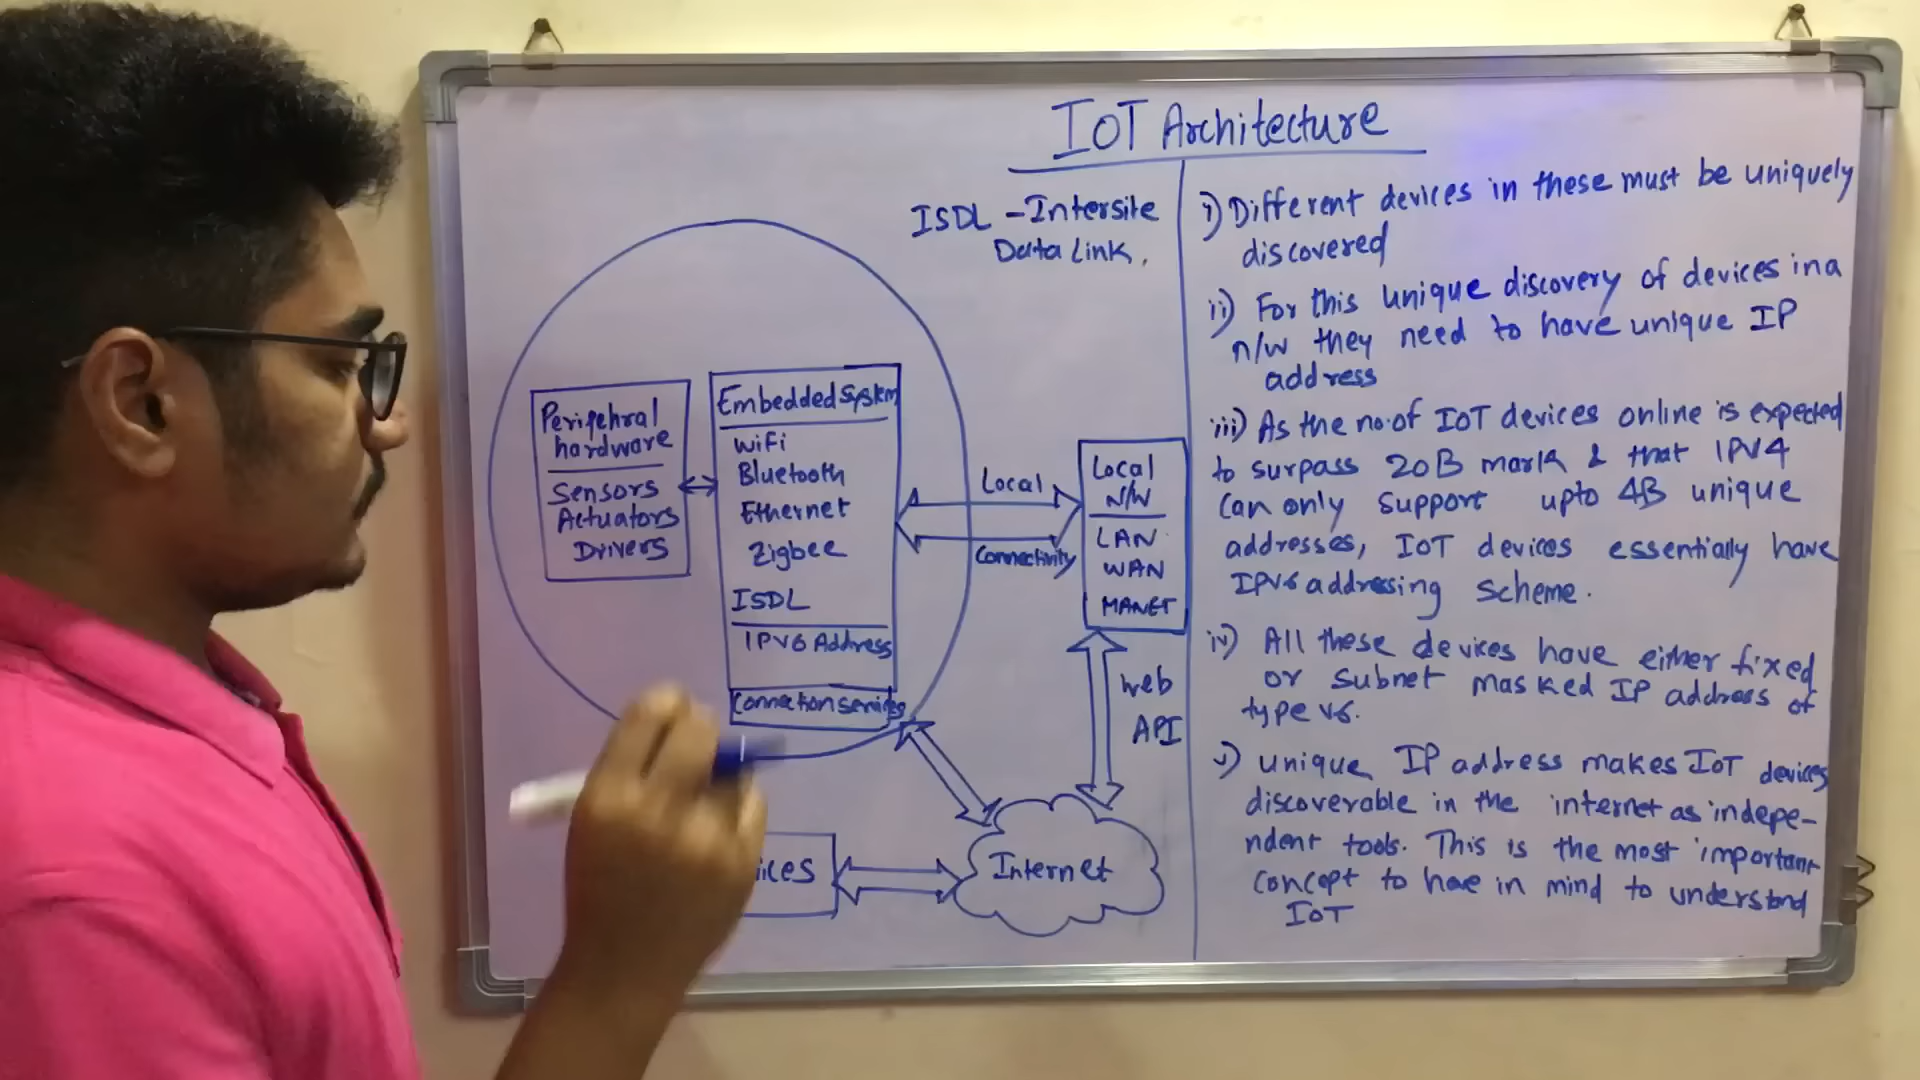 IOT Architecture
ISDL - Intersite
Data Link.
Peripehral
hardware
Sensors
Actuators
Drivers
Embedded System
WiFi
Bluetooth
Ethernet
Zigbee
ISDL
IPV6 Address
Connection Services
Local
Connectivity
Local
N/W
LAN
WAN
MANET
Web
API
Internet
i) Different devices in these must be uniquely
discovered
ii) For this unique discovery of devices in a
n/w they need to have unique IP
address
iii) As the no. of IOT devices online is expected
to surpass 20B mark & that IPV4
can only support upto 4B unique
addresses, IOT devices essentially have
IPV6 addressing scheme.
iv) All these devices have either fixed
or subnet masked IP address of
type V6.
v) unique IP address makes IOT devices
discoverable in the internet as indepe-
ndent tools. This is the most important
concept to have in mind to understand
IOT